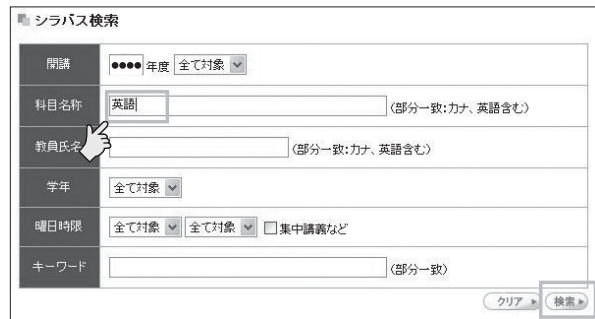 シラバス検索
開講 ●●●● 年度 全て対象
科目名称 英語 (部分一致:カナ、英語含む)
教員氏名 (部分一致:カナ、英語含む)
学年 全て対象
曜日時限 全て対象 全て対象 集中講義など
キーワード (部分一致)
クリア 検索